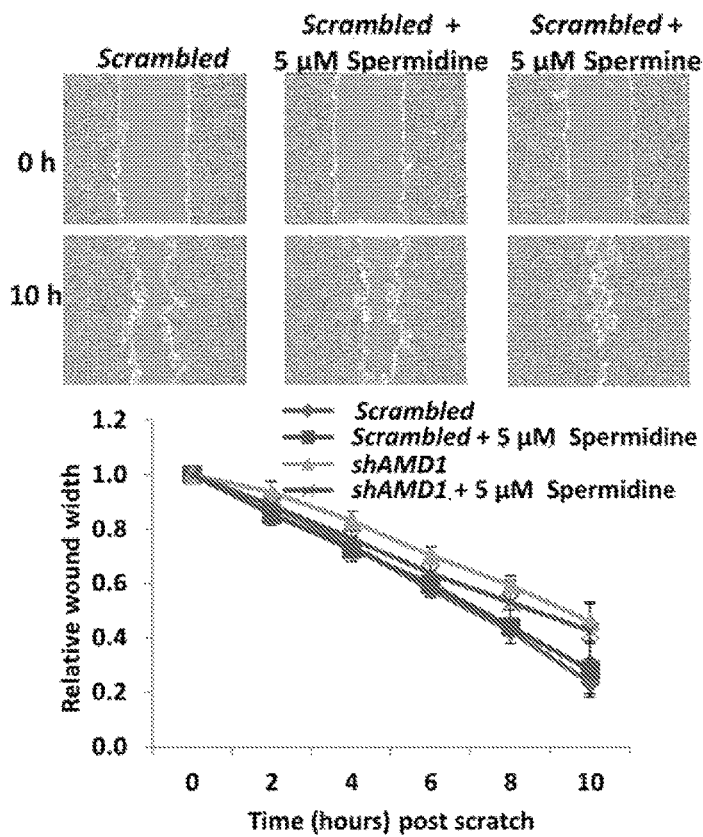 Scrambled
Scrambled +
5 µM Spermidine
Scrambled +
5 µM Spermine
0 h
10 h
1.2
1.0
0.8
0.6
0.4
0.2
0.0
Relative wound width
Scrambled
Scrambled + 5 µM Spermidine
shAMD1
shAMD1 + 5 µM Spermidine
0 2 4 6 8 10
Time (hours) post scratch